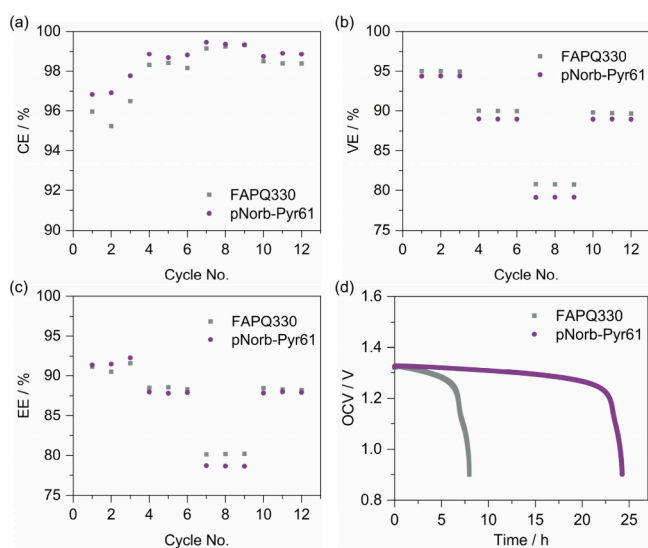 (a)
100
98
96
94
92
90
CE / %
0 2 4 6 8 10 12
Cycle No.
FAPQ330
pNorb-Pyr61
(b)
100
95
90
85
80
75
VE / %
0 2 4 6 8 10 12
Cycle No.
FAPQ330
pNorb-Pyr61
(c)
100
95
90
85
80
75
EE / %
0 2 4 6 8 10 12
Cycle No.
FAPQ330
pNorb-Pyr61
(d)
1.6
1.4
1.2
1.0
0.8
OCV / V
0 5 10 15 20 25
Time / h
FAPQ330
pNorb-Pyr61